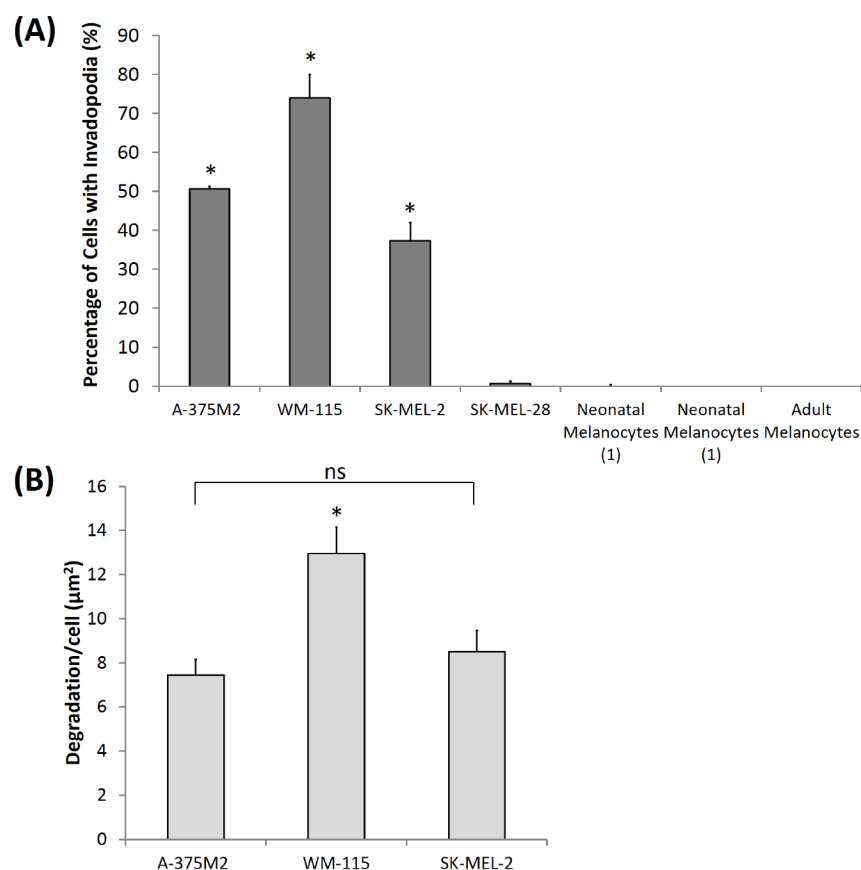 (A)
Percentage of Cells with Invadopodia (%)
90
80
70
60
50
40
30
20
10
0
*
*
*
A-375M2
WM-115
SK-MEL-2
SK-MEL-28
Neonatal
Melanocytes
(1)
Neonatal
Melanocytes
(1)
Adult
Melanocytes
(B)
Degradation/cell (µm²)
16
14
12
10
8
6
4
2
0
ns
*
A-375M2
WM-115
SK-MEL-2